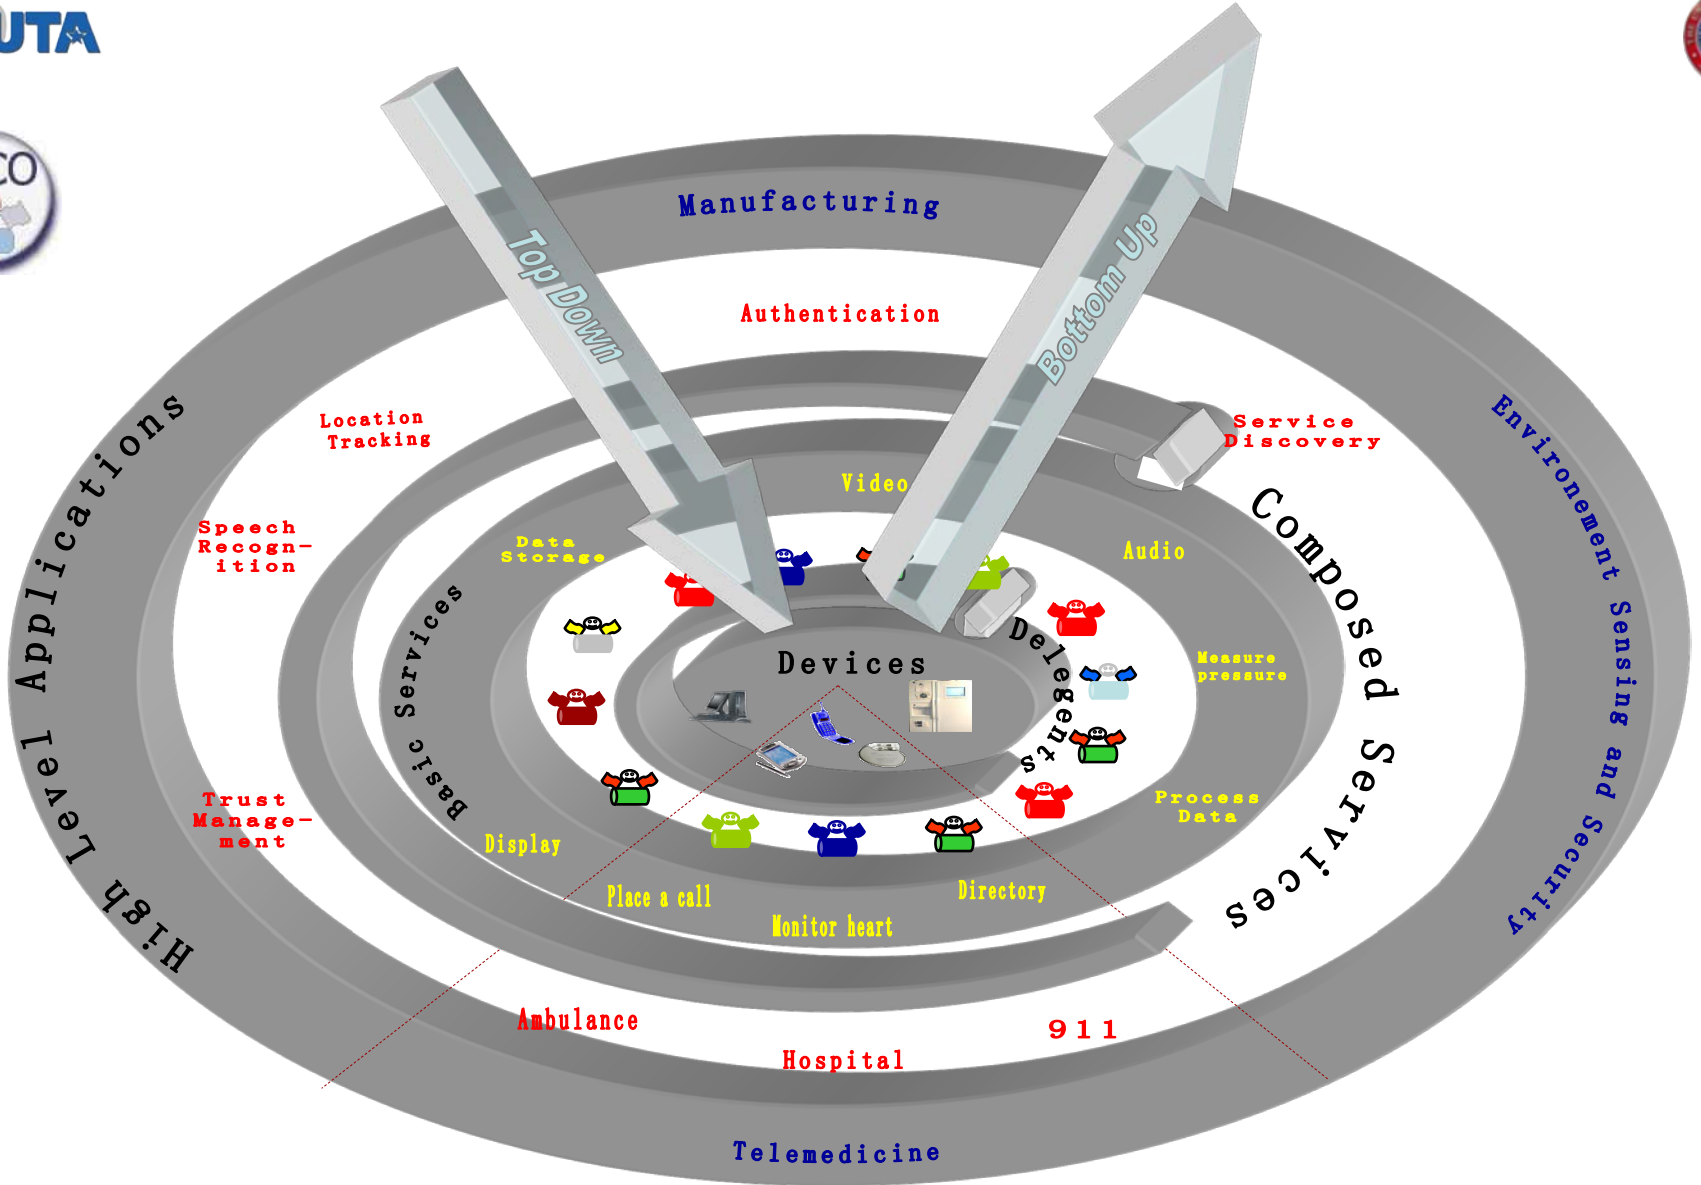 UTA
CO
Manufacturing
Top Down
Bottom Up
Authentication
Location
Tracking
Service
Discovery
Environement Sensing and Security
High Level Applications
Composed Services
Speech
Recogn-
ition
Video
Data
Storage
Audio
Basic Services
Delegents
Devices
Measure
pressure
Trust
Manage-
ment
Process
Data
Display
Place a call
Directory
Monitor heart
Ambulance
911
Hospital
Telemedicine